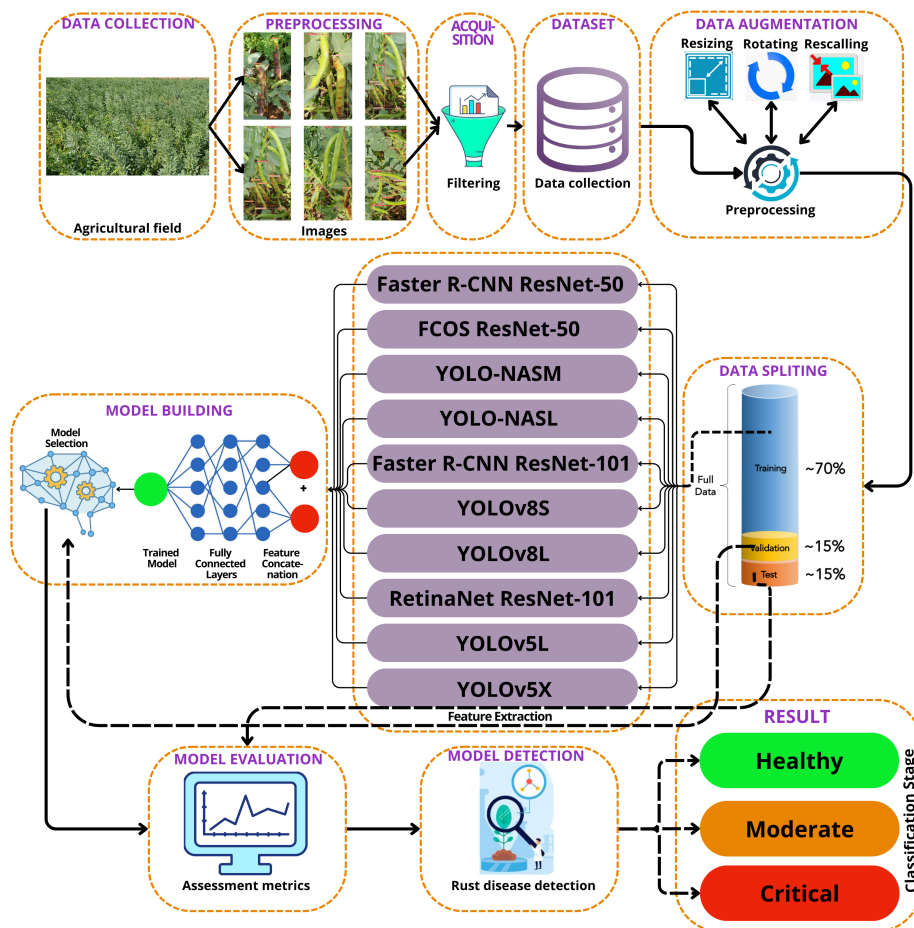 DATA COLLECTION
Agricultural field
PREPROCESSING
Images
ACQUI-
SITION
Filtering
DATASET
Data collection
DATA AUGMENTATION
Resizing
Rotating
Rescalling
Preprocessing
Faster R-CNN ResNet-50
FCOS ResNet-50
YOLO-NASM
YOLO-NASL
Faster R-CNN ResNet-101
YOLOv8S
YOLOv8L
RetinaNet ResNet-101
YOLOv5L
YOLOv5X
Feature Extraction
DATA SPLITING
Full
Data
Training
~70%
Validation
~15%
Test
~15%
MODEL BUILDING
Model
Selection
+
Trained
Model
Fully
Connected
Layers
Feature
Concate-
nation
MODEL EVALUATION
Assessment metrics
MODEL DETECTION
Rust disease detection
RESULT
Healthy
Moderate
Critical
Classification Stage